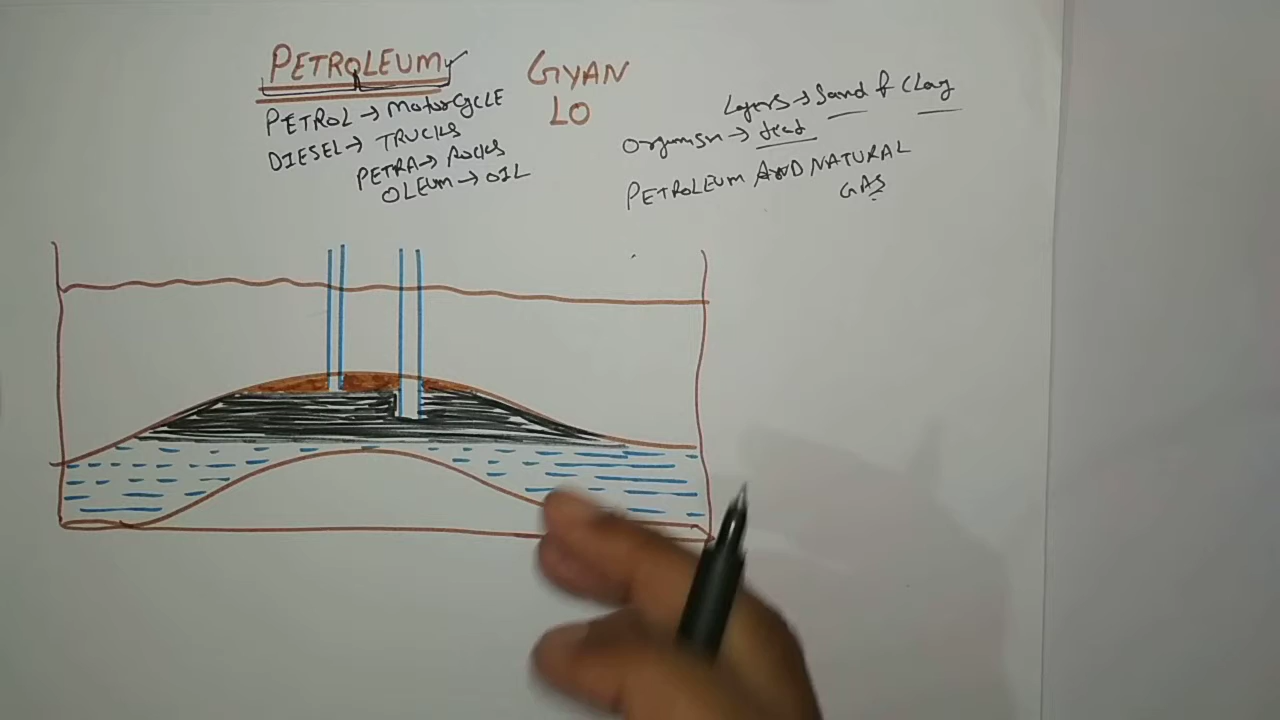 PETROLEUM
PETROL → MOTORCYCLE
DIESEL → TRUCKS
PETRA → ROCKS
OLEUM → OIL
GYAN
LO
Layers → Sand & Clay
Organism → dead
PETROLEUM AND NATURAL
GAS